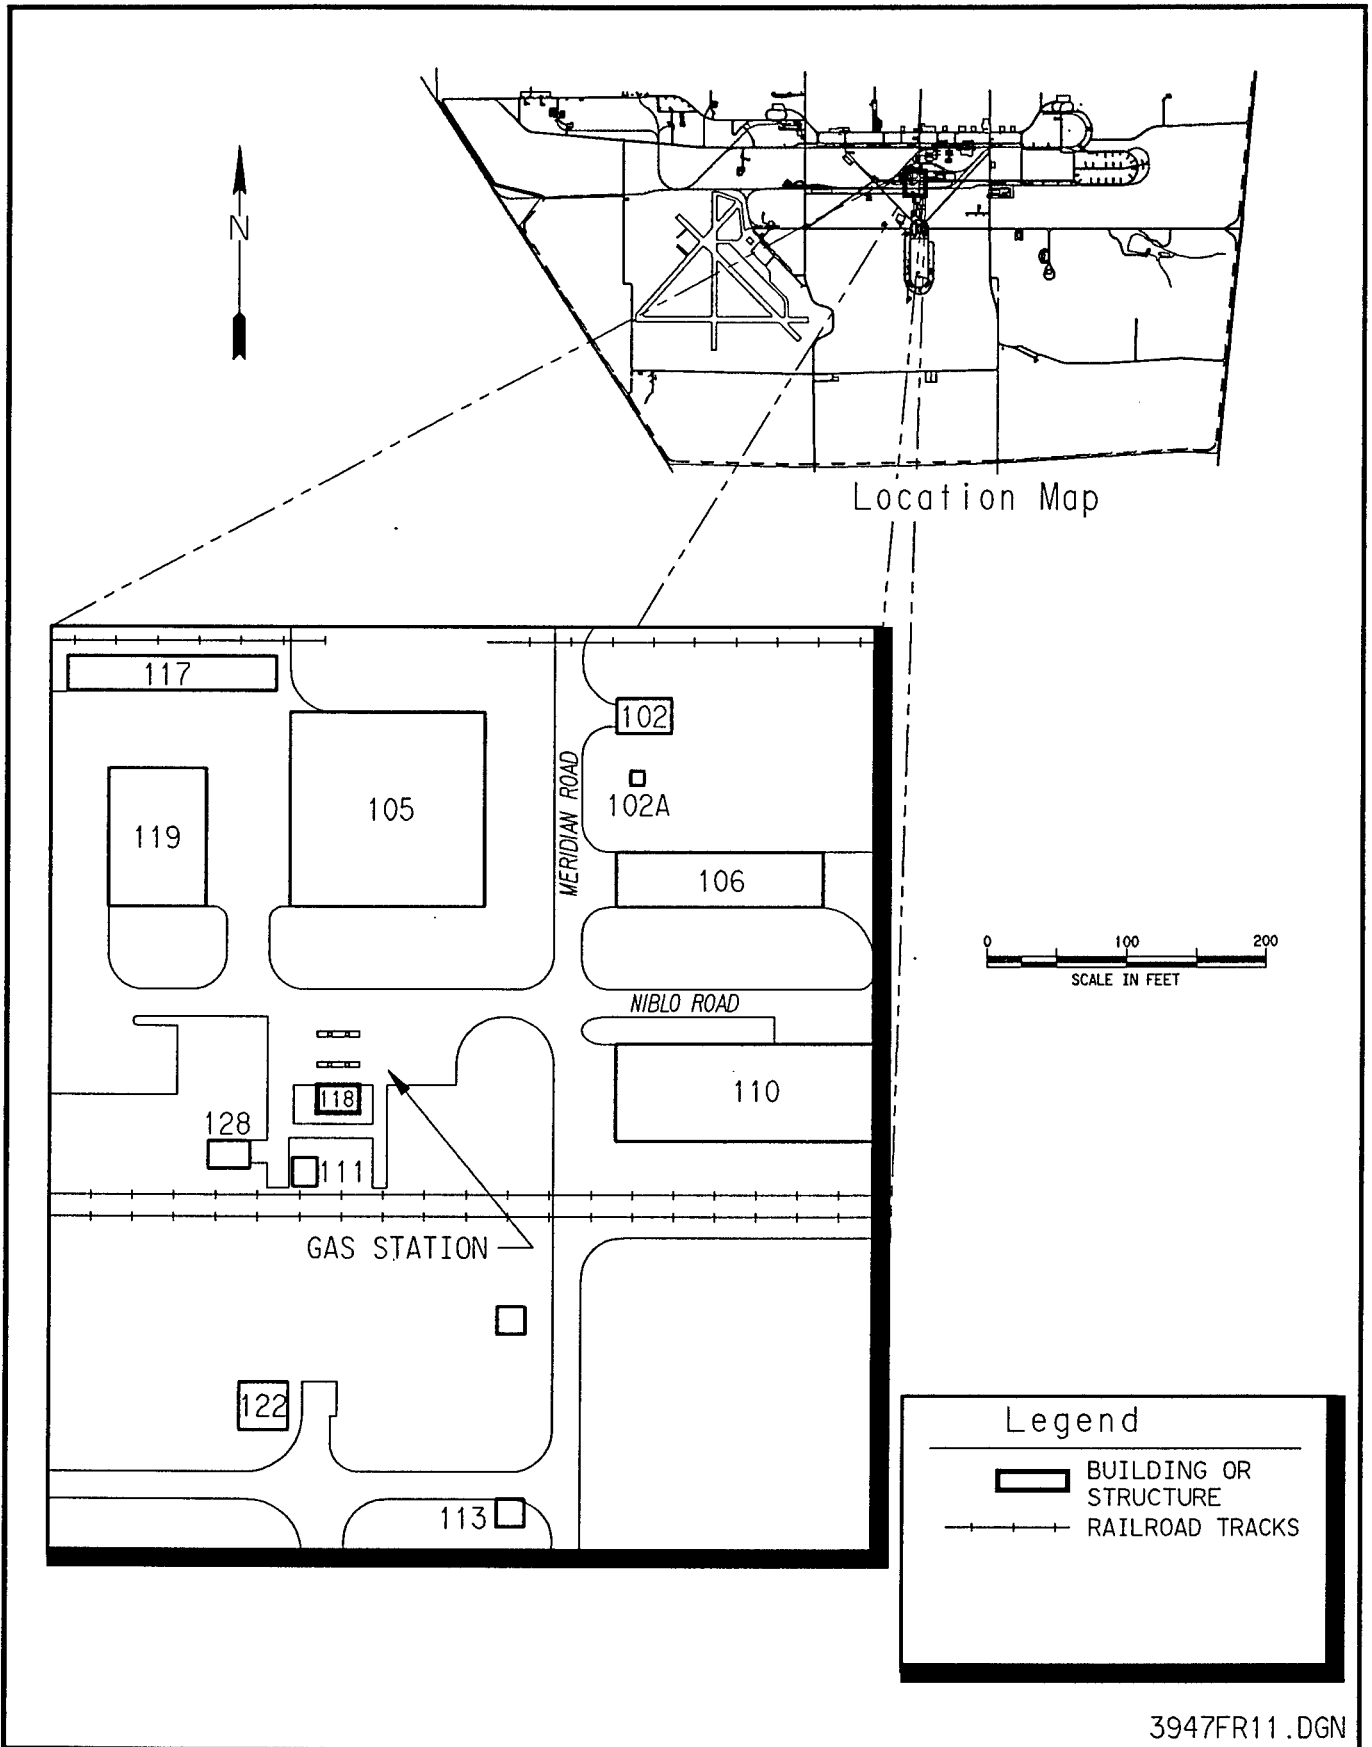 N
Location Map
117
102
102A
105
119
MERIDIAN ROAD
106
0 100 200
SCALE IN FEET
NIBLO ROAD
118
110
128
111
GAS STATION
122
113
Legend
BUILDING OR
STRUCTURE
RAILROAD TRACKS
3947FR11.DGN